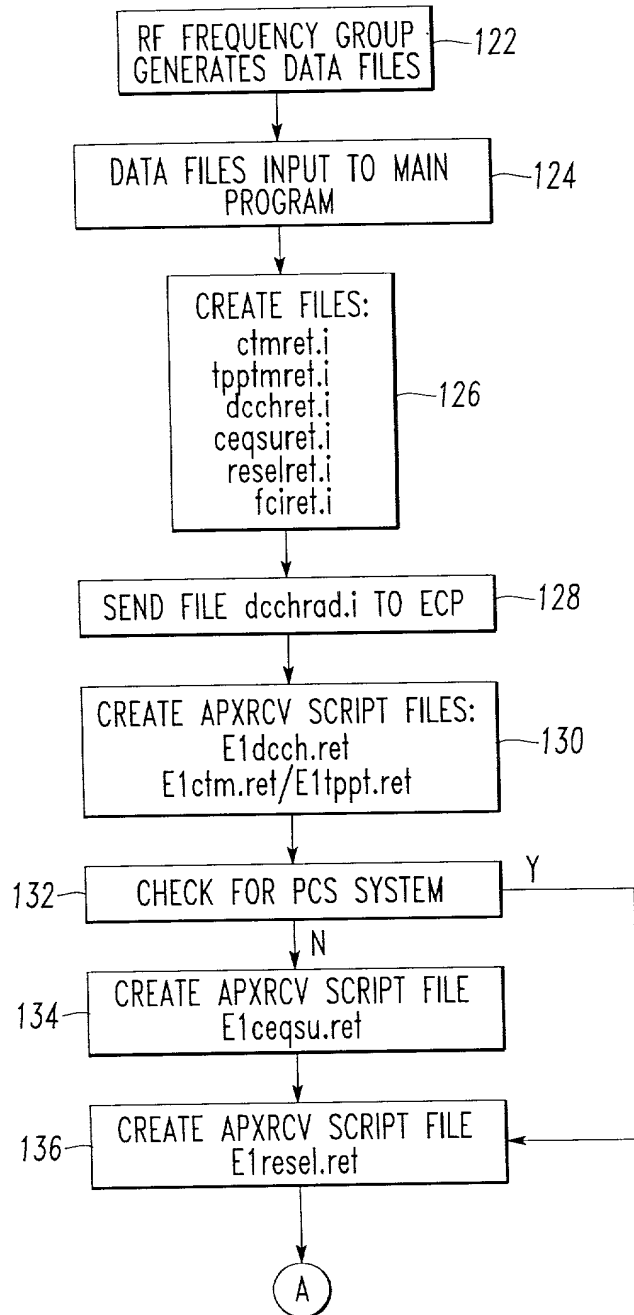 RF FREQUENCY GROUP
GENERATES DATA FILES
122
DATA FILES INPUT TO MAIN
PROGRAM
124
CREATE FILES:
ctmret.i
tpptmret.i
dcchret.i
ceqsuret.i
reselret.i
fciret.i
126
SEND FILE dcchrad.i TO ECP
128
CREATE APXRCV SCRIPT FILES:
E1dcch.ret
E1ctm.ret/E1tppt.ret
130
132
CHECK FOR PCS SYSTEM
Y
N
134
CREATE APXRCV SCRIPT FILE
E1ceqsu.ret
136
CREATE APXRCV SCRIPT FILE
E1resel.ret
A